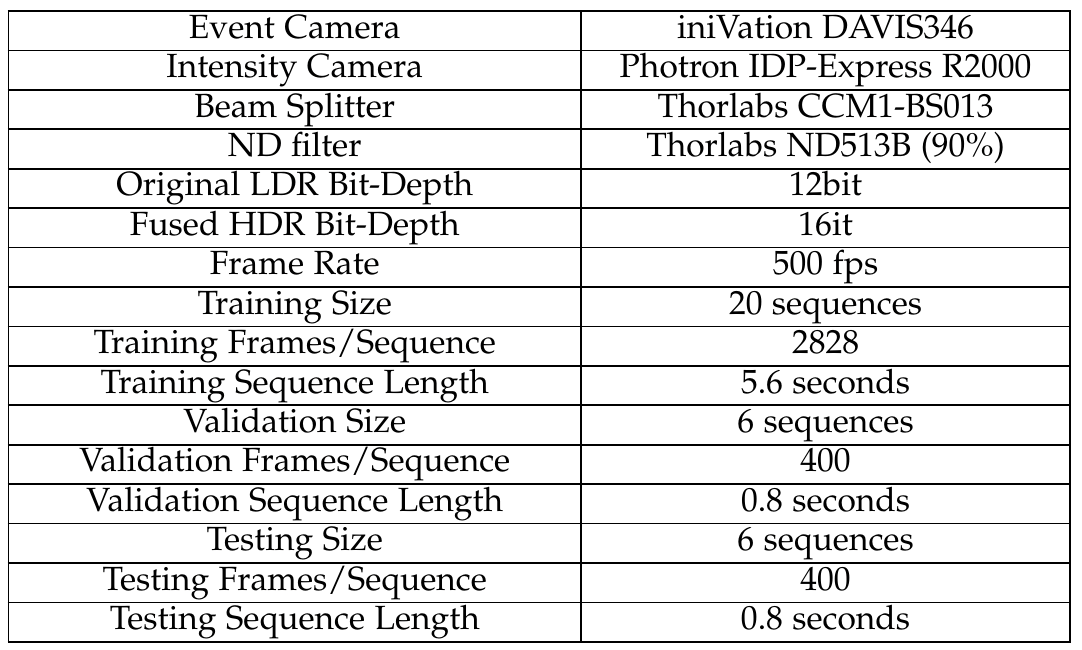 Event Camera iniVation DAVIS346
Intensity Camera Photron IDP-Express R2000
Beam Splitter Thorlabs CCM1-BS013
ND filter Thorlabs ND513B (90%)
Original LDR Bit-Depth 12bit
Fused HDR Bit-Depth 16it
Frame Rate 500 fps
Training Size 20 sequences
Training Frames/Sequence 2828
Training Sequence Length 5.6 seconds
Validation Size 6 sequences
Validation Frames/Sequence 400
Validation Sequence Length 0.8 seconds
Testing Size 6 sequences
Testing Frames/Sequence 400
Testing Sequence Length 0.8 seconds